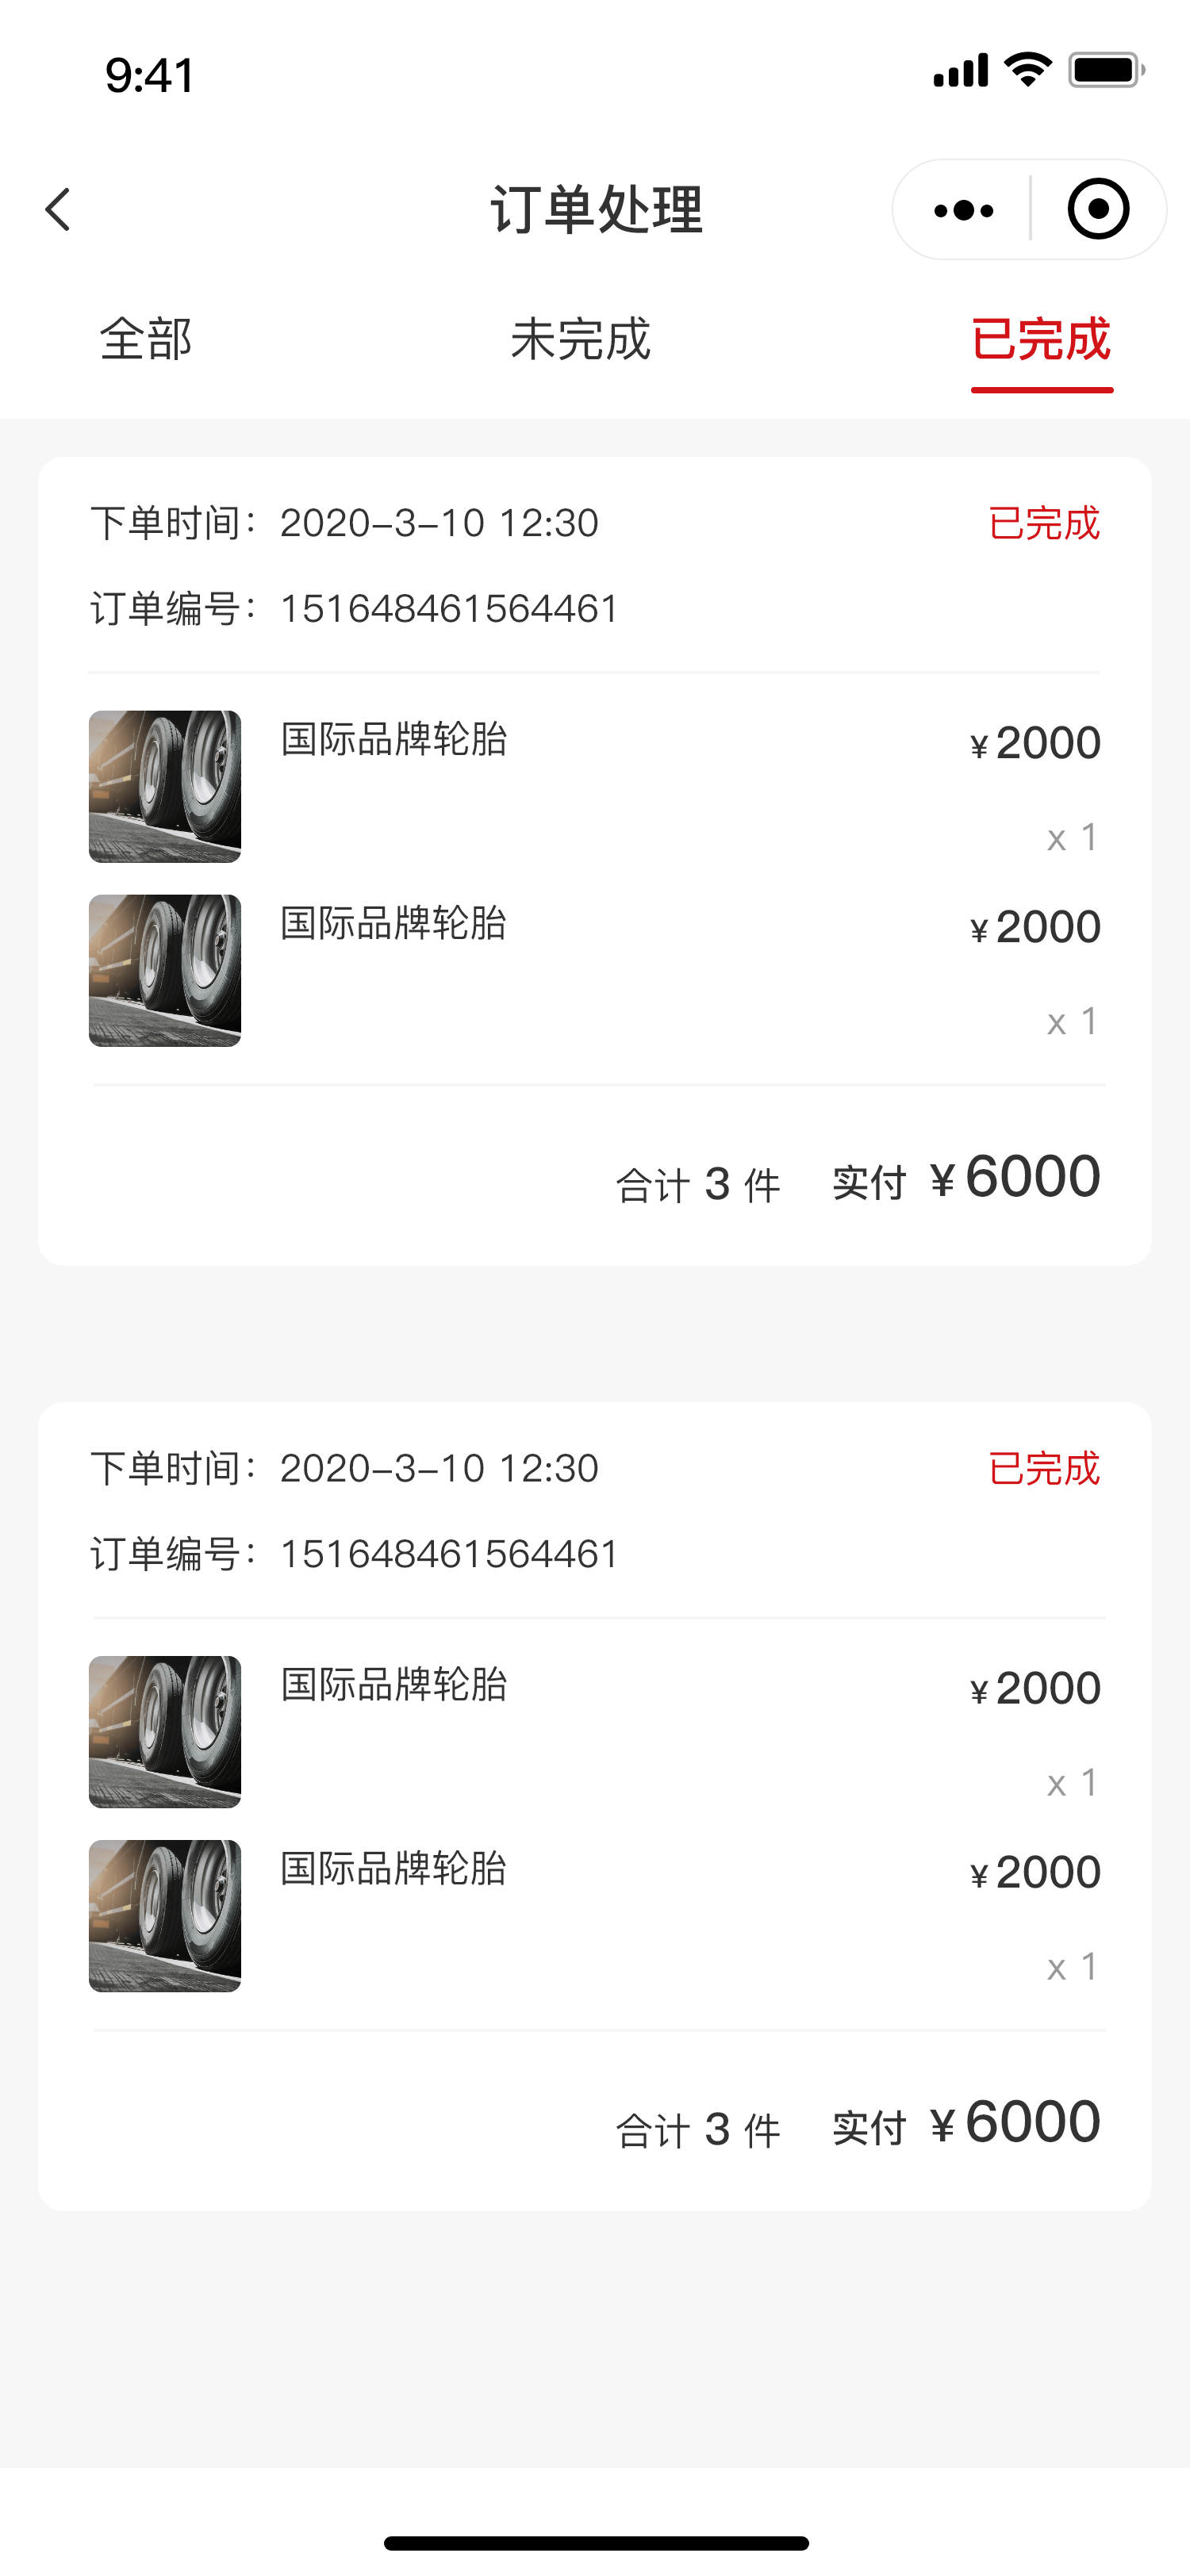 9:41
订单处理
全部 未完成 已完成
下单时间：2020-3-10 12:30 已完成
订单编号：151648461564461
国际品牌轮胎 ¥2000
x 1
国际品牌轮胎 ¥2000
x 1
合计 3 件 实付 ¥6000
下单时间：2020-3-10 12:30 已完成
订单编号：151648461564461
国际品牌轮胎 ¥2000
x 1
国际品牌轮胎 ¥2000
x 1
合计 3 件 实付 ¥6000